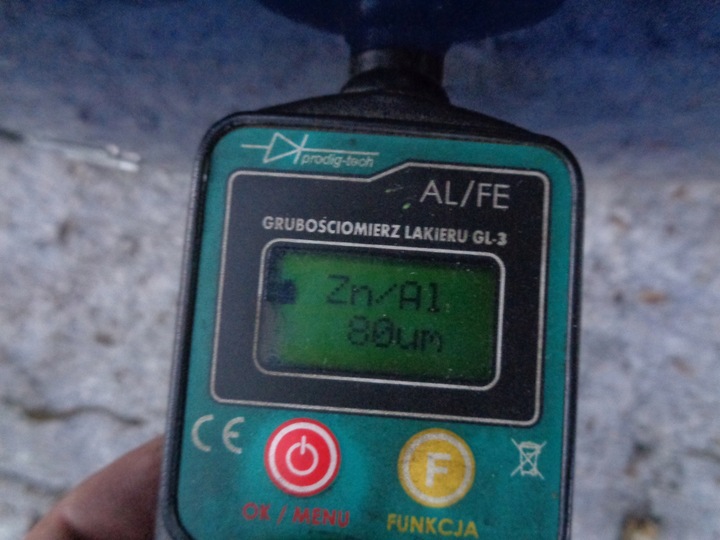 prodig-tech
AL/FE
GRUBOŚCIOMIERZ LAKIERU GL-3
Zn/Al
80um
CE
F
OK / MENU
FUNKCJA